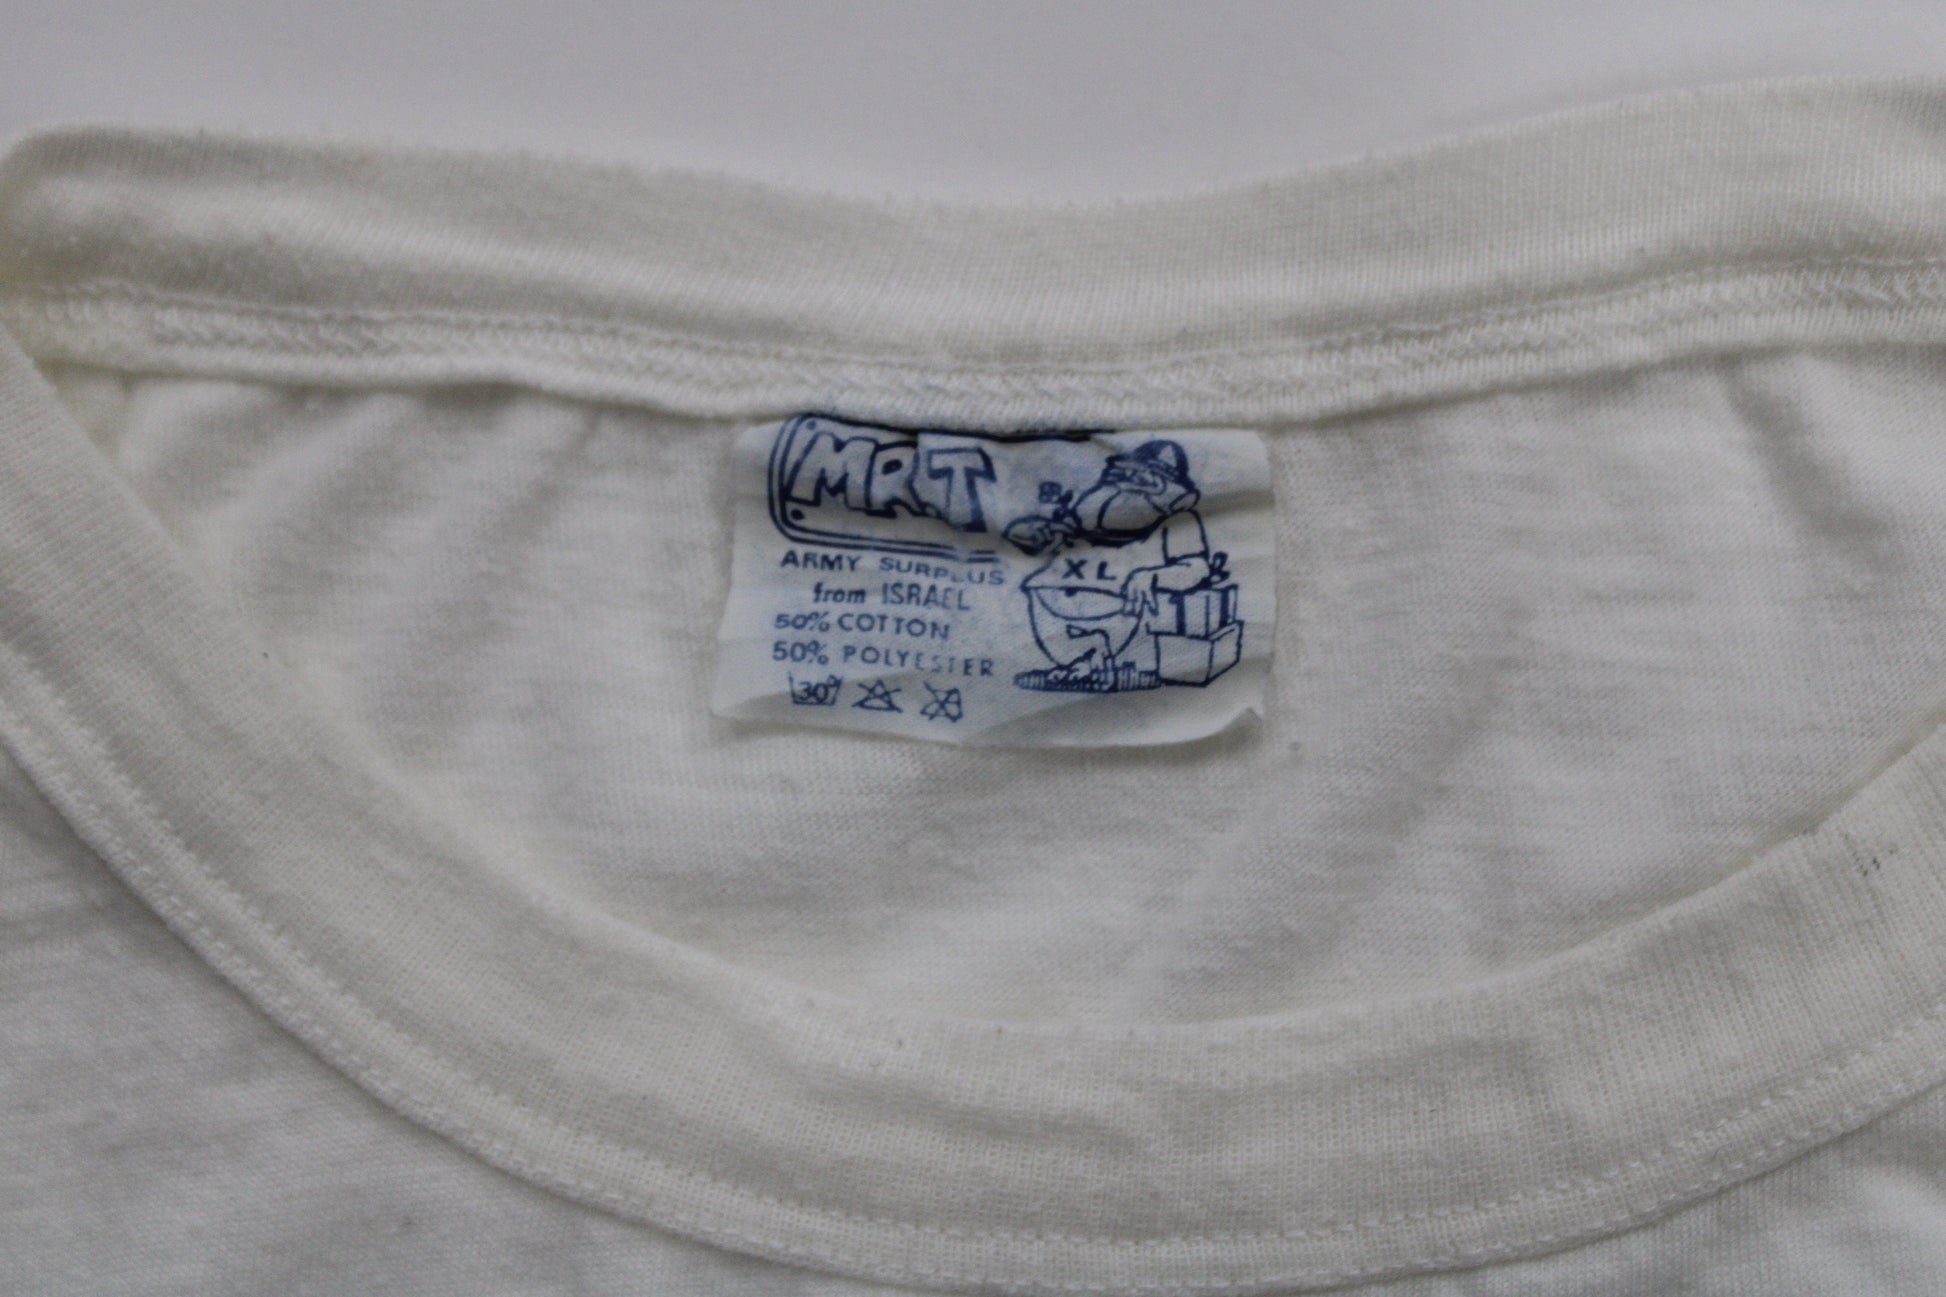 MR.T
ARMY SURPLUS
from ISRAEL
XL
50% COTTON
50% POLYESTER
30°